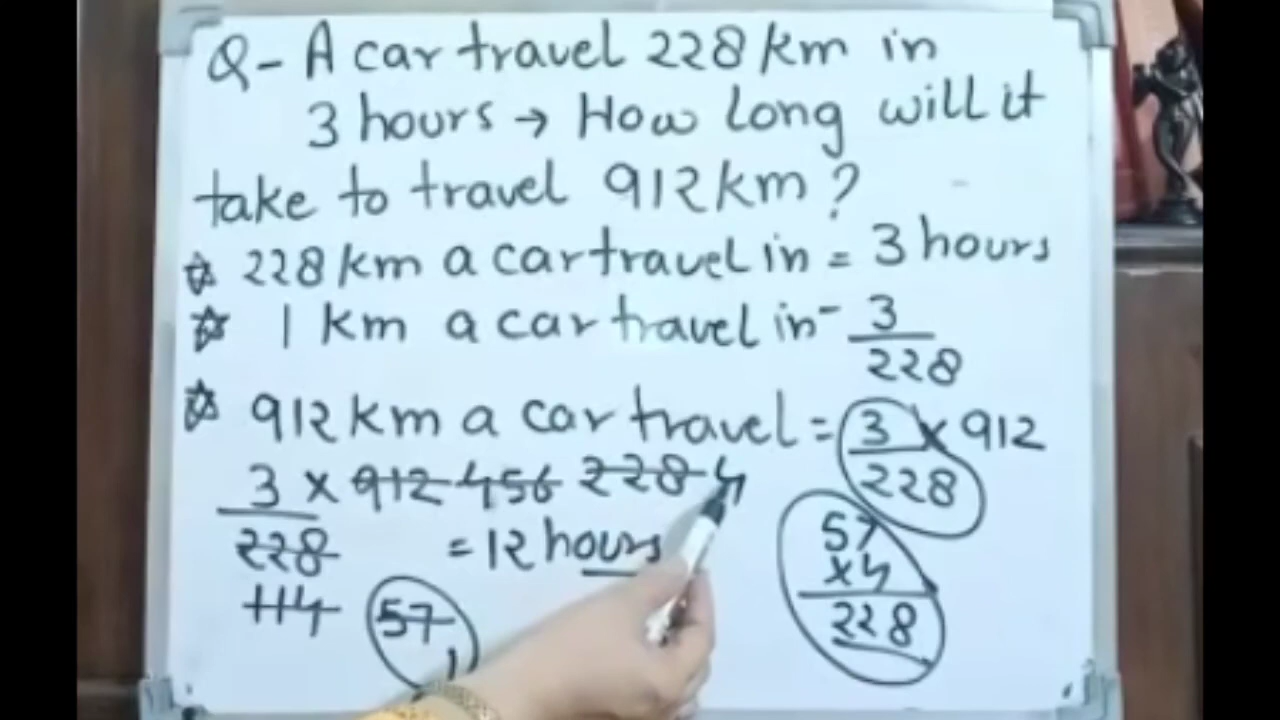 Q - A car travel 228 km in
3 hours → How long will it
take to travel 912 km ?
☆ 228 km a car travel in = 3 hours
☆ 1 km a car travel in - 3
228
☆ 912 km a car travel = 3 x 912
228
3 x 912 456 228 4
228
= 12 hours
114
57
1
57
x4
228